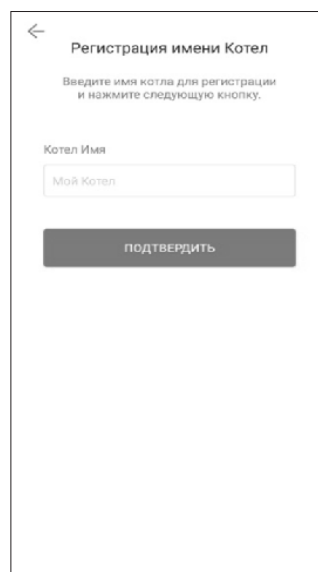 Регистрация имени Котел
Введите имя котла для регистрации
и нажмите следующую кнопку.
Котел Имя
Мой Котел
ПОДТВЕРДИТЬ